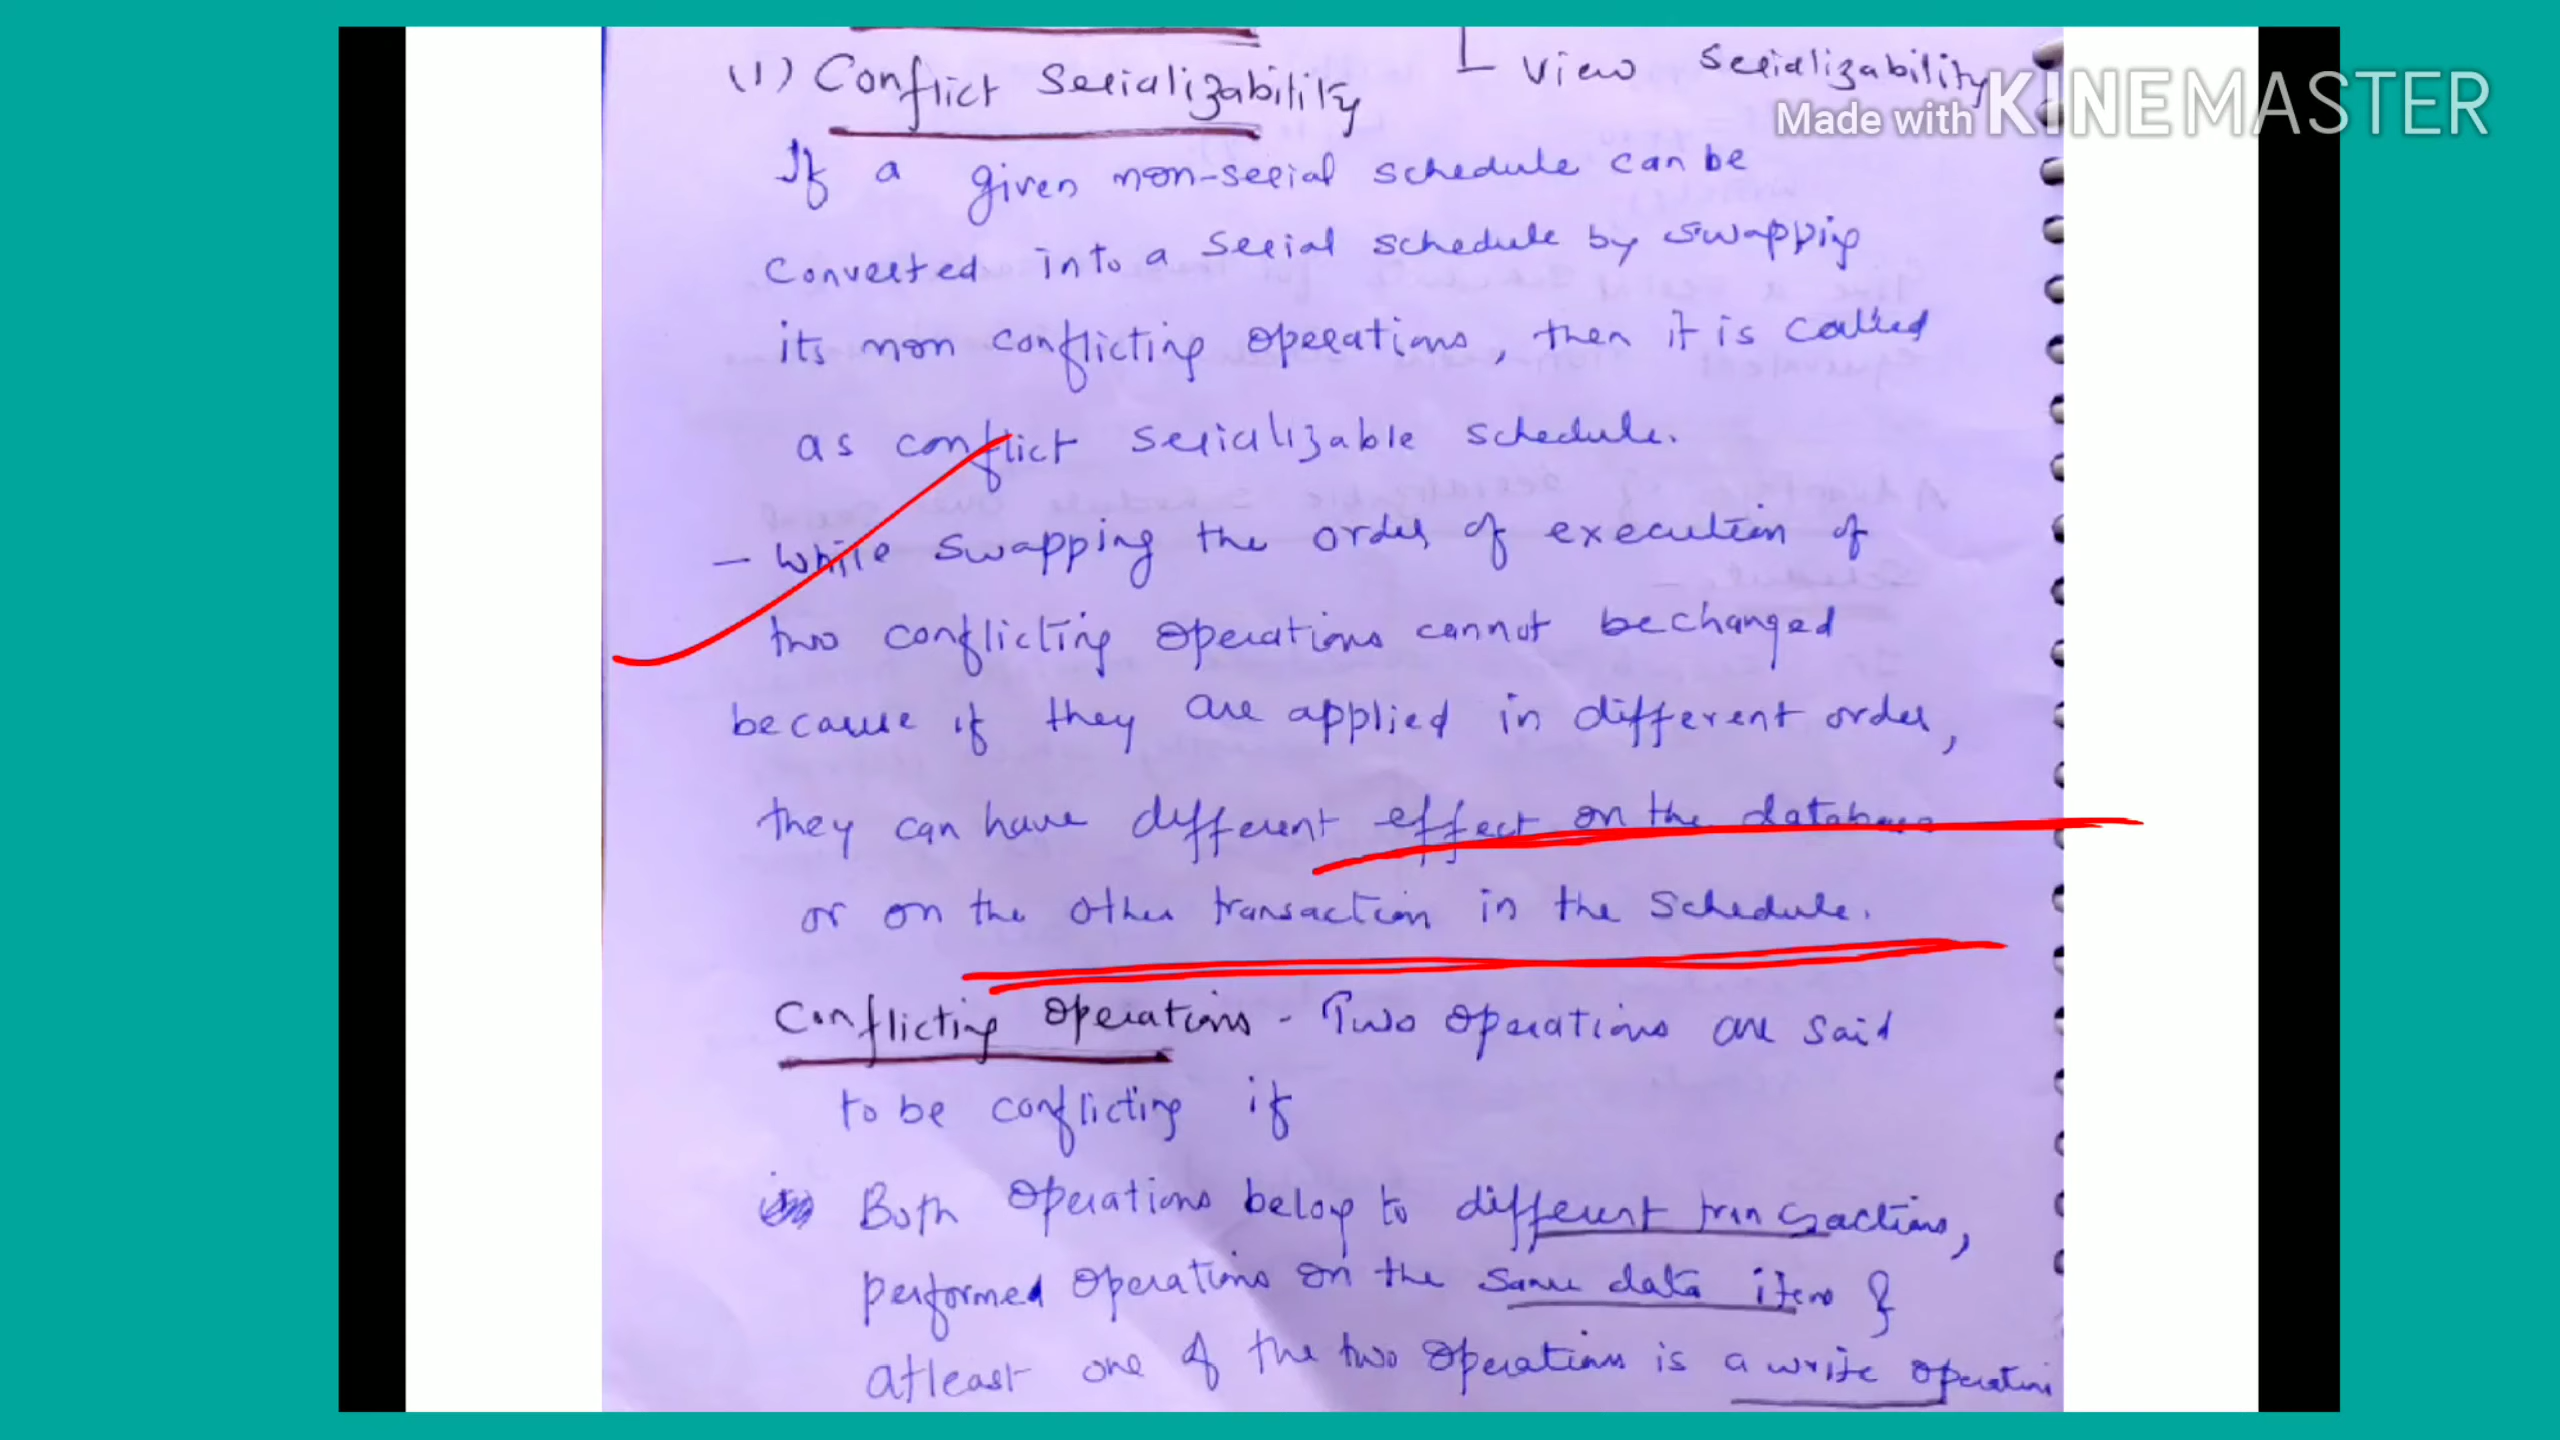 (1) Conflict Serializability
└ View Serializability
Made with KINEMASTER
If a given non-serial schedule can be
converted into a serial schedule by swapping
its non conflicting operations, then it is called
as conflict serializable schedule.
- While swapping the order of execution of
two conflicting operations cannot be changed
because if they are applied in different order,
they can have different effect on the database
or on the other transaction in the schedule.
Conflicting operations - Two operations are said
to be conflicting if
Both operations belong to different transactions,
performed operations on the same data item &
atleast one of the two operations is a write operation